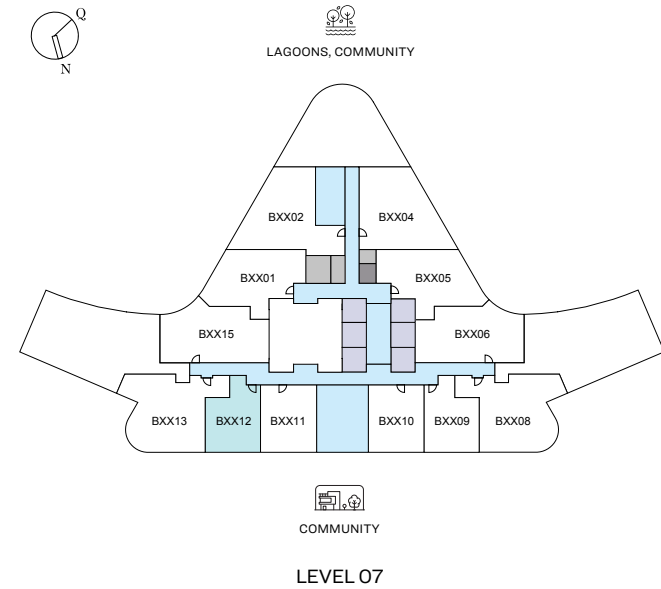 Q
N
LAGOONS, COMMUNITY
BXX02
BXX04
BXX01
BXX05
BXX15
BXX06
BXX13
BXX12
BXX11
BXX10
BXX09
BXX08
COMMUNITY
LEVEL 07